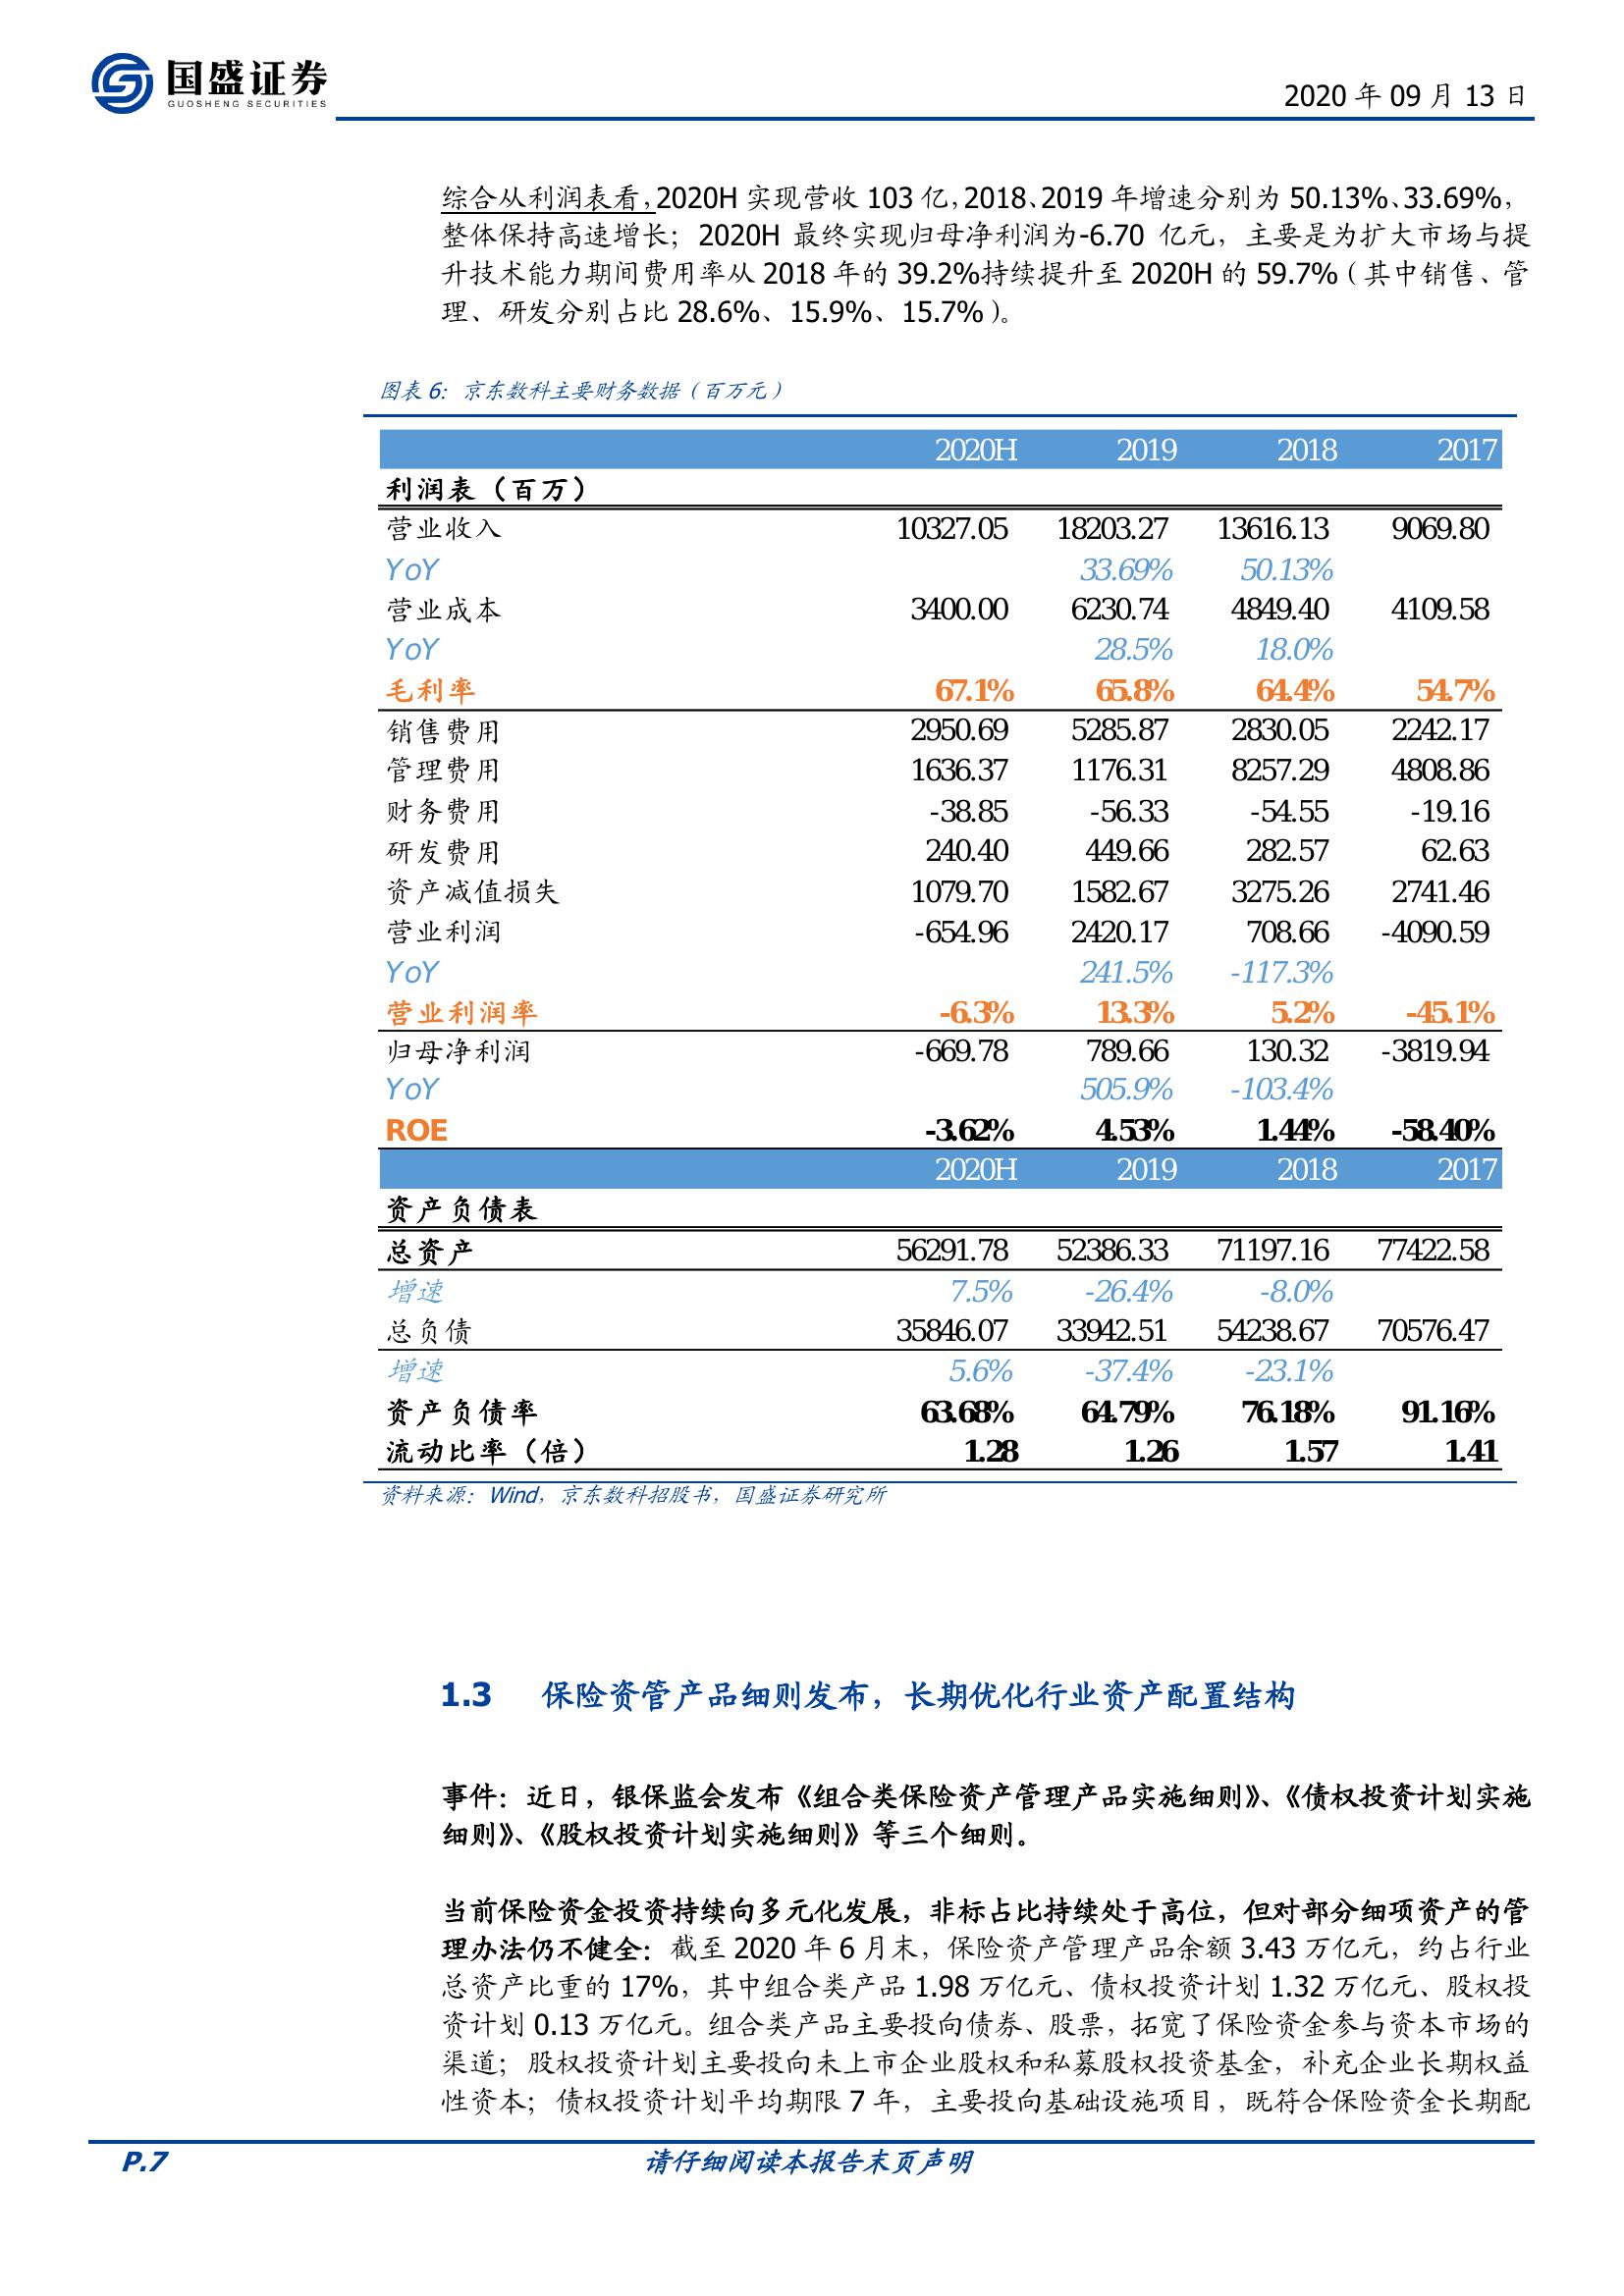 国盛证券
GUOSHENG SECURITIES
2020 年 09 月 13 日
综合从利润表看，2020H 实现营收 103 亿，2018、2019 年增速分别为 50.13%、33.69%，
整体保持高速增长；2020H 最终实现归母净利润为-6.70 亿元，主要是为扩大市场与提
升技术能力期间费用率从 2018 年的 39.2%持续提升至 2020H 的 59.7%（其中销售、管
理、研发分别占比 28.6%、15.9%、15.7%）。
图表 6：京东数科主要财务数据（百万元）
2020H 2019 2018 2017
利润表（百万）
营业收入 10327.05 18203.27 13616.13 9069.80
YoY 33.69% 50.13%
营业成本 3400.00 6230.74 4849.40 4109.58
YoY 28.5% 18.0%
毛利率 67.1% 65.8% 64.4% 54.7%
销售费用 2950.69 5285.87 2830.05 2242.17
管理费用 1636.37 1176.31 8257.29 4808.86
财务费用 -38.85 -56.33 -54.55 -19.16
研发费用 240.40 449.66 282.57 62.63
资产减值损失 1079.70 1582.67 3275.26 2741.46
营业利润 -654.96 2420.17 708.66 -4090.59
YoY 241.5% -117.3%
营业利润率 -6.3% 13.3% 5.2% -45.1%
归母净利润 -669.78 789.66 130.32 -3819.94
YoY 505.9% -103.4%
ROE -3.62% 4.53% 1.44% -58.40%
2020H 2019 2018 2017
资产负债表
总资产 56291.78 52386.33 71197.16 77422.58
增速 7.5% -26.4% -8.0%
总负债 35846.07 33942.51 54238.67 70576.47
增速 5.6% -37.4% -23.1%
资产负债率 63.68% 64.79% 76.18% 91.16%
流动比率（倍） 1.28 1.26 1.57 1.41
资料来源：Wind，京东数科招股书，国盛证券研究所
1.3 保险资管产品细则发布，长期优化行业资产配置结构
事件：近日，银保监会发布《组合类保险资产管理产品实施细则》、《债权投资计划实施
细则》、《股权投资计划实施细则》等三个细则。
当前保险资金投资持续向多元化发展，非标占比持续处于高位，但对部分细项资产的管
理办法仍不健全：截至 2020 年 6 月末，保险资产管理产品余额 3.43 万亿元，约占行业
总资产比重的 17%，其中组合类产品 1.98 万亿元、债权投资计划 1.32 万亿元、股权投
资计划 0.13 万亿元。组合类产品主要投向债券、股票，拓宽了保险资金参与资本市场的
渠道；股权投资计划主要投向未上市企业股权和私募股权投资基金，补充企业长期权益
性资本；债权投资计划平均期限 7 年，主要投向基础设施项目，既符合保险资金长期配
P.7 请仔细阅读本报告末页声明